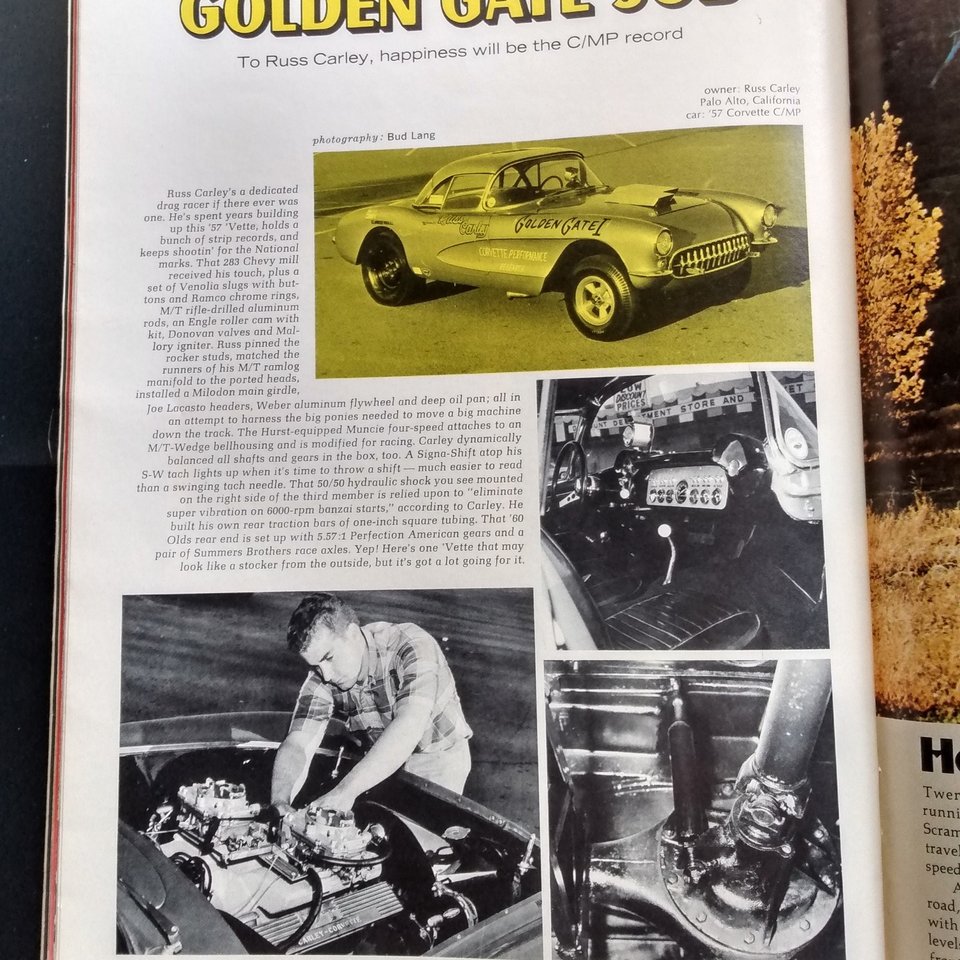 GOLDEN GATE JOB
To Russ Carley, happiness will be the C/MP record
owner: Russ Carley
Palo Alto, California
car: '57 Corvette C/MP
photography: Bud Lang
Russ Carley's a dedicated
drag racer if there ever was
one. He's spent years building
up this '57 'Vette, holds a
bunch of strip records, and
keeps shootin' for the National
marks. That 283 Chevy mill
received his touch, plus a
set of Venolia slugs with but-
tons and Ramco chrome rings,
M/T rifle-drilled aluminum
rods, an Engle roller cam with
kit, Donovan valves and Mal-
lory igniter. Russ pinned the
rocker studs, matched the
runners of his M/T ramlog
manifold to the ported heads,
installed a Milodon main girdle,
Joe Lacasto headers, Weber aluminum flywheel and deep oil pan; all in
an attempt to harness the big ponies needed to move a big machine
down the track. The Hurst-equipped Muncie four-speed attaches to an
M/T-Wedge bellhousing and is modified for racing. Carley dynamically
balanced all shafts and gears in the box, too. A Signa-Shift atop his
S-W tach lights up when it's time to throw a shift — much easier to read
than a swinging tach needle. That 50/50 hydraulic shock you see mounted
on the right side of the third member is relied upon to "eliminate
super vibration on 6000-rpm banzai starts," according to Carley. He
built his own rear traction bars of one-inch square tubing. That '60
Olds rear end is set up with 5.57:1 Perfection American gears and a
pair of Summers Brothers race axles. Yep! Here's one 'Vette that may
look like a stocker from the outside, but it's got a lot going for it.
Russ
Carley
GOLDEN GATE I
CORVETTE PERFORMANCE
RESEARCH
LOW
DISCOUNT
PRICES
MENT STORE AND
KET
CARLEY-CORVETTE
Ho
Twen
runni
Scram
travel
speed
A
road,
with
levels